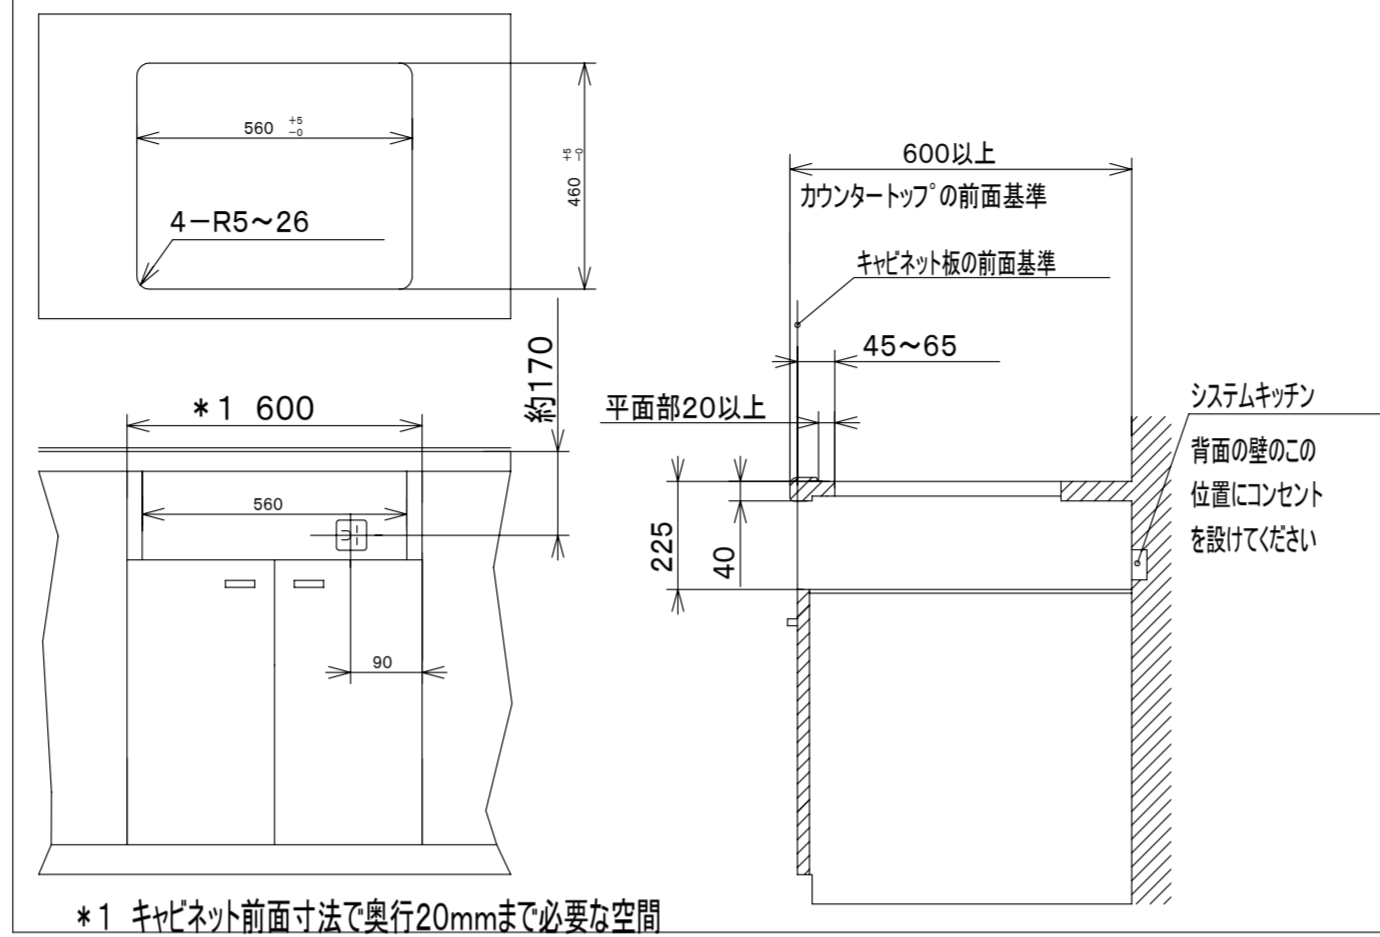 560 +5 -0
460 +5 -0
4-R5～26
約170
*1 600
560
90
600以上
カウンタートップの前面基準
キャビネット板の前面基準
45～65
平面部20以上
225
40
システムキッチン
背面の壁のこの
位置にコンセント
を設けてください
*1 キャビネット前面寸法で奥行20mmまで必要な空間